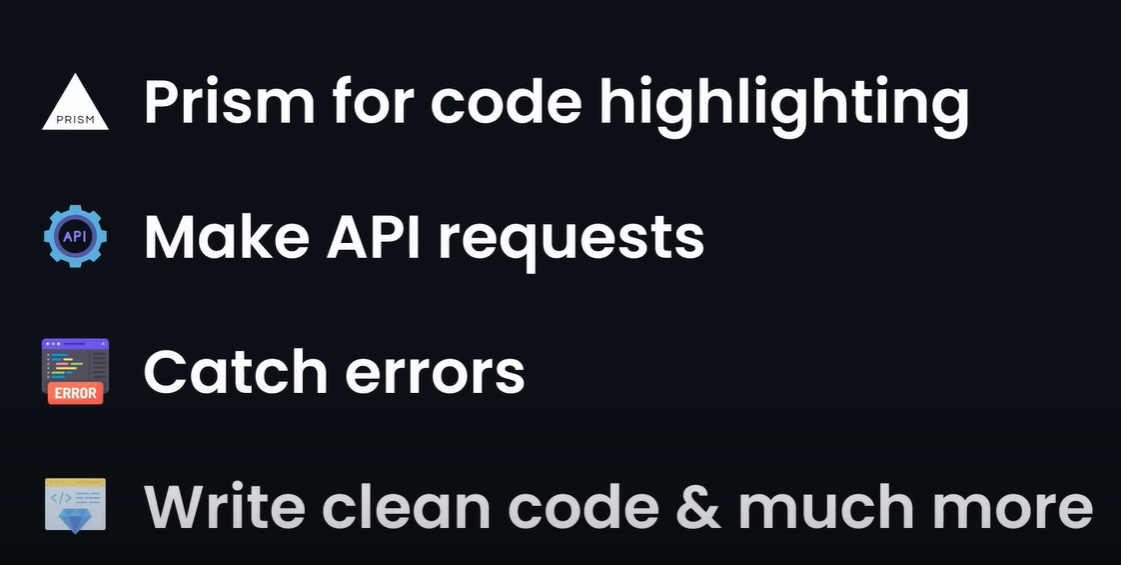 PRISM
Prism for code highlighting
API
Make API requests
Catch errors
ERROR
</>
Write clean code & much more